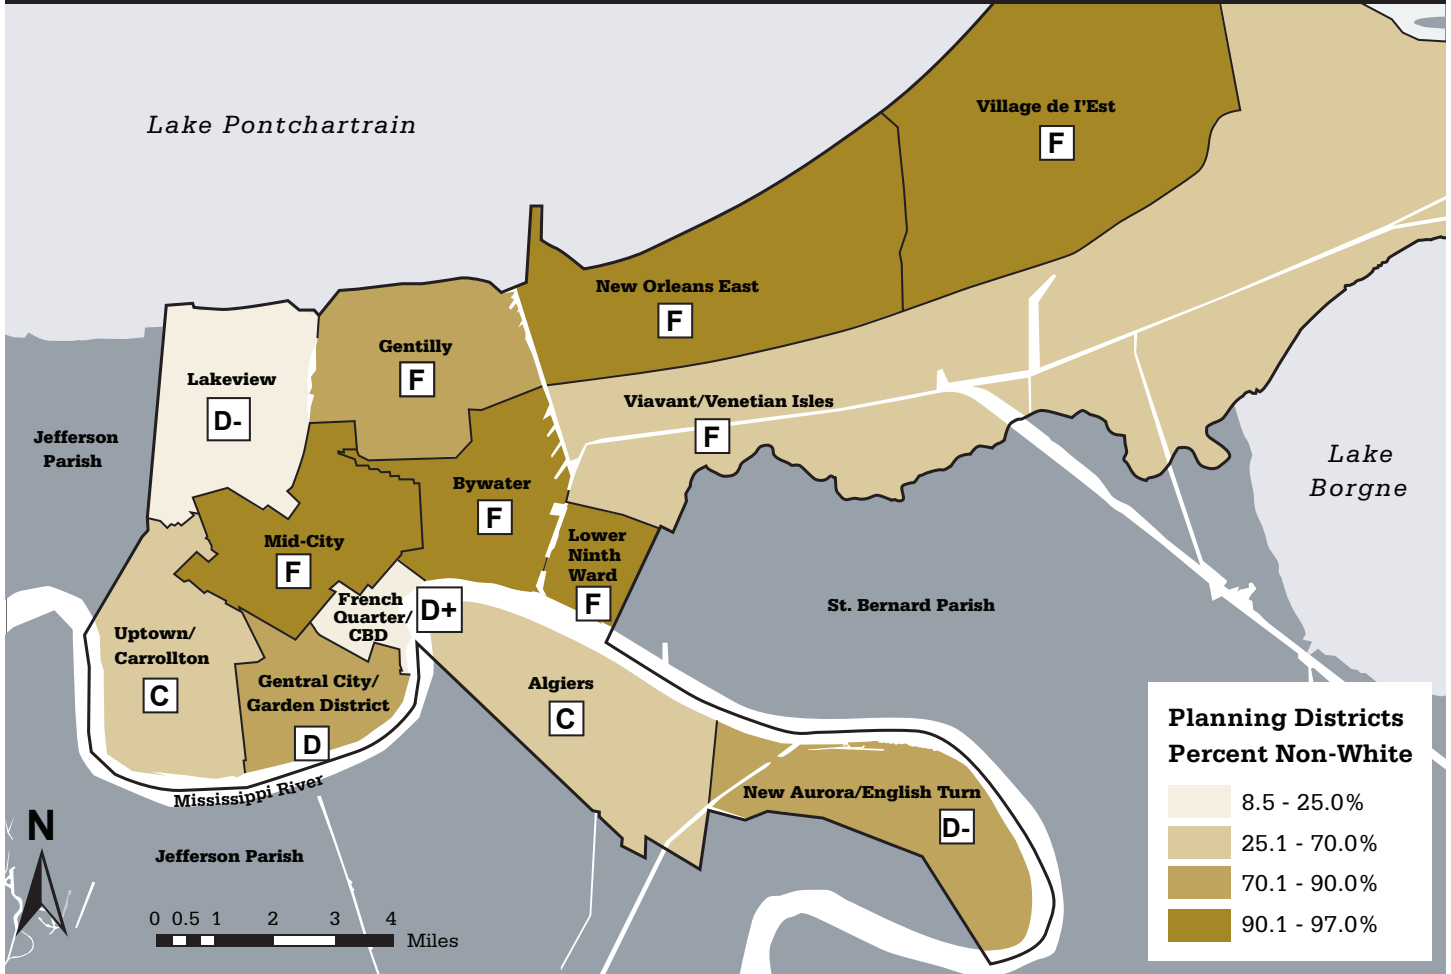 Lake Pontchartrain
Village de I'Est
F
New Orleans East
F
Gentilly
F
Lakeview
D-
Viavant/Venetian Isles
F
Jefferson
Parish
Lake
Borgne
Bywater
F
Mid-City
F
Lower
Ninth
Ward
F
French
Quarter/
CBD
D+
St. Bernard Parish
Uptown/
Carrollton
C
Gentral City/
Garden District
D
Algiers
C
Mississippi River
New Aurora/English Turn
D-
Jefferson Parish
N
0 0.5 1 2 3 4
Miles
Planning Districts
Percent Non-White
8.5 - 25.0%
25.1 - 70.0%
70.1 - 90.0%
90.1 - 97.0%